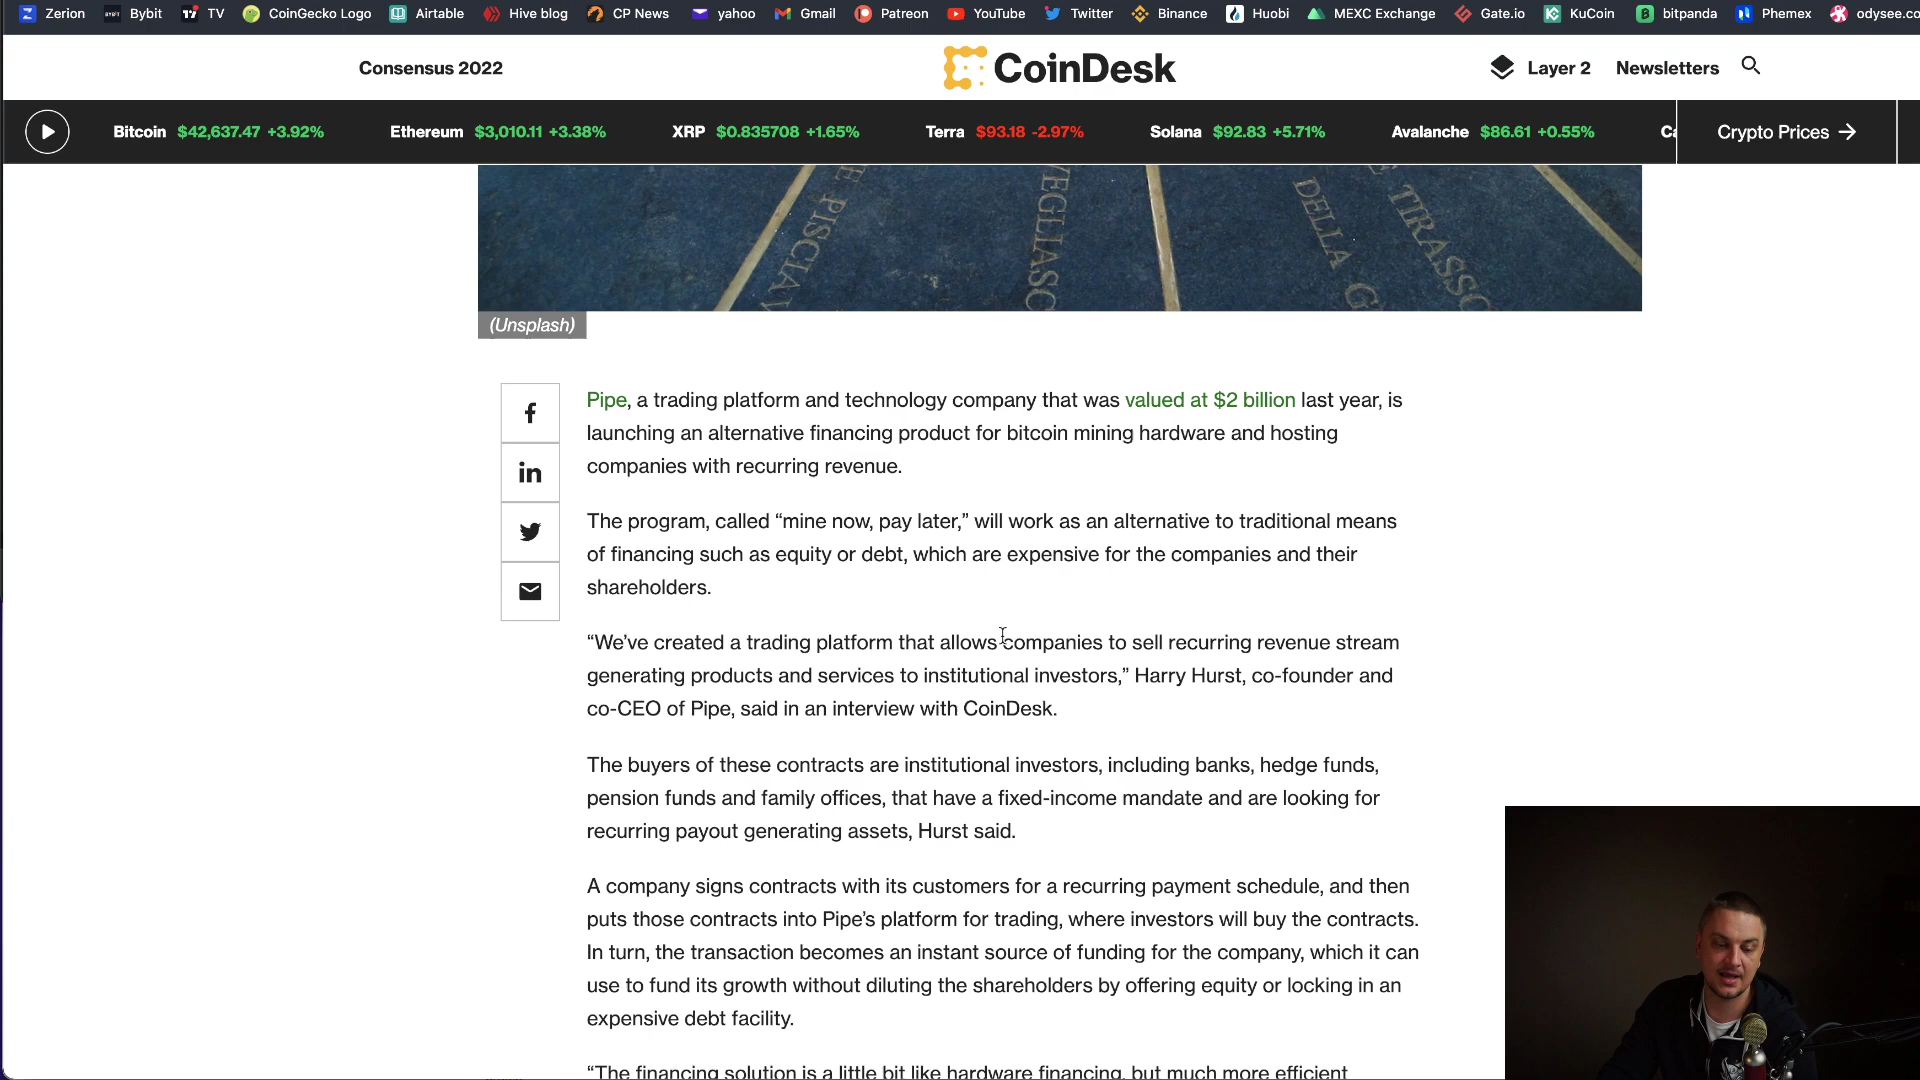 Zerion Bybit TV CoinGecko Logo Airtable Hive blog CP News yahoo Gmail Patreon YouTube Twitter Binance Huobi MEXC Exchange Gate.io KuCoin bitpanda Phemex odysee.co
Consensus 2022 CoinDesk Layer 2 Newsletters
Bitcoin $42,637.47 +3.92% Ethereum $3,010.11 +3.38% XRP $0.835708 +1.65% Terra $93.18 -2.97% Solana $92.83 +5.71% Avalanche $86.61 +0.55% Ca Crypto Prices →
E PISCIA
VEGLIASC
DELLA G
TIRASSO
(Unsplash)
Pipe, a trading platform and technology company that was valued at $2 billion last year, is
launching an alternative financing product for bitcoin mining hardware and hosting
companies with recurring revenue.
The program, called “mine now, pay later,” will work as an alternative to traditional means
of financing such as equity or debt, which are expensive for the companies and their
shareholders.
“We’ve created a trading platform that allows companies to sell recurring revenue stream
generating products and services to institutional investors,” Harry Hurst, co-founder and
co-CEO of Pipe, said in an interview with CoinDesk.
The buyers of these contracts are institutional investors, including banks, hedge funds,
pension funds and family offices, that have a fixed-income mandate and are looking for
recurring payout generating assets, Hurst said.
A company signs contracts with its customers for a recurring payment schedule, and then
puts those contracts into Pipe’s platform for trading, where investors will buy the contracts.
In turn, the transaction becomes an instant source of funding for the company, which it can
use to fund its growth without diluting the shareholders by offering equity or locking in an
expensive debt facility.
“The financing solution is a little bit like hardware financing, but much more efficient